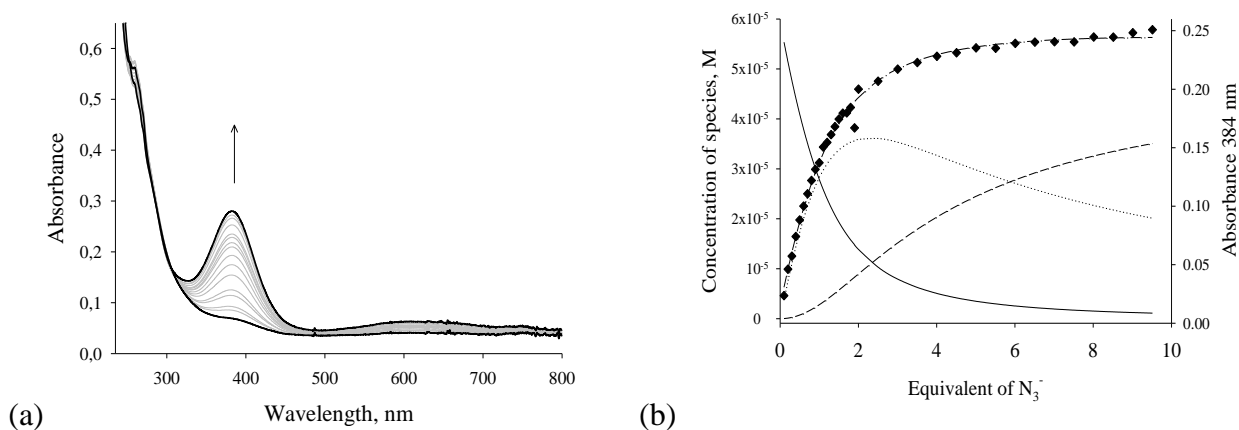 0,6
0,5
0,4
0,3
0,2
0,1
0,0
Absorbance
300 400 500 600 700 800
Wavelength, nm
(a)
6x10-5
5x10-5
4x10-5
3x10-5
2x10-5
10-5
0
Concentration of species, M
0.25
0.20
0.15
0.10
0.05
0.00
Absorbance 384 nm
0 2 4 6 8 10
Equivalent of N3-
(b)